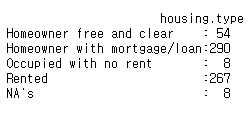 housing.type
Homeowner free and clear    : 54
Homeowner with mortgage/loan:290
Occupied with no rent       :  8
Rented                      :267
NA's                        :  8